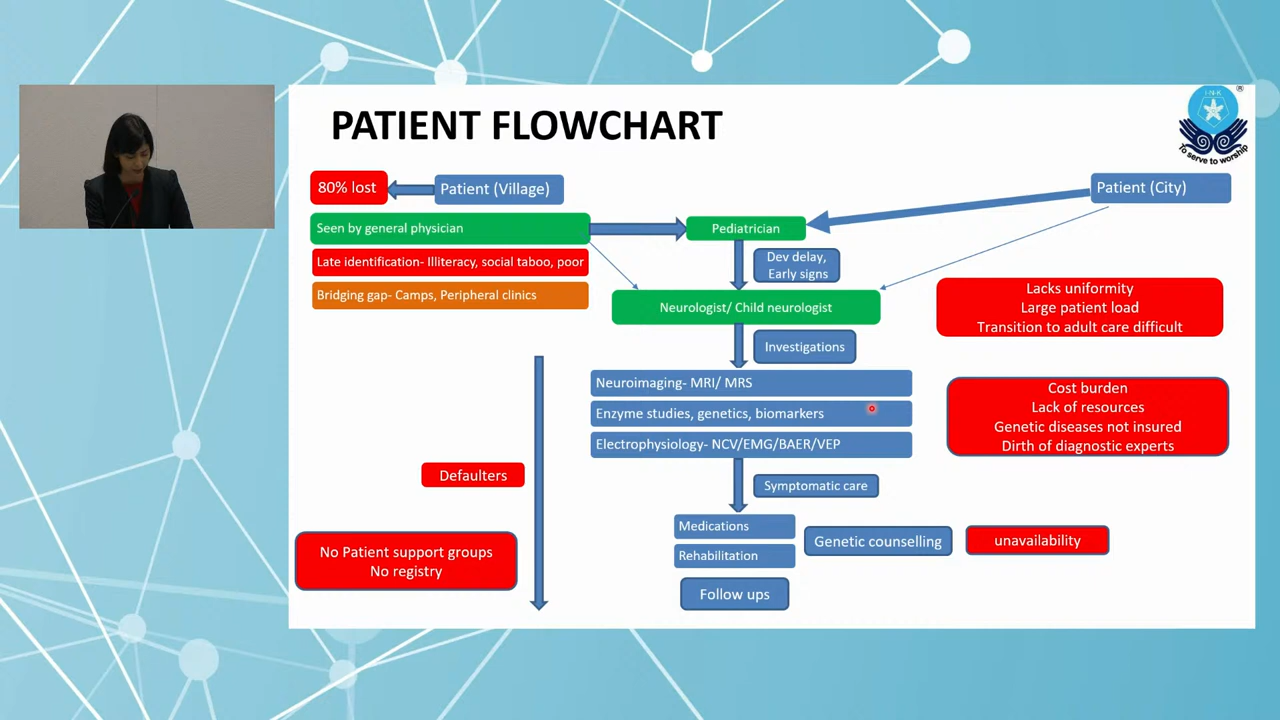 PATIENT FLOWCHART
I-N-K
®
To serve to worship
80% lost
Patient (Village)
Patient (City)
Seen by general physician
Pediatrician
Late identification- Illiteracy, social taboo, poor
Dev delay,
Early signs
Bridging gap- Camps, Peripheral clinics
Neurologist/ Child neurologist
Lacks uniformity
Large patient load
Transition to adult care difficult
Investigations
Neuroimaging- MRI/ MRS
Enzyme studies, genetics, biomarkers
Electrophysiology- NCV/EMG/BAER/VEP
Cost burden
Lack of resources
Genetic diseases not insured
Dirth of diagnostic experts
Defaulters
Symptomatic care
Medications
Rehabilitation
Genetic counselling
unavailability
No Patient support groups
No registry
Follow ups